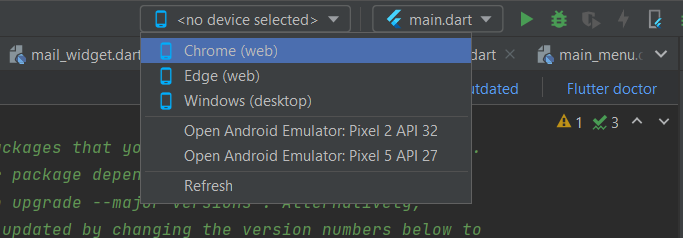 <no device selected>
main.dart
mail_widget.dart
dart
main_menu.
Chrome (web)
Edge (web)
Windows (desktop)
Open Android Emulator: Pixel 2 API 32
Open Android Emulator: Pixel 5 API 27
Refresh
utdated
Flutter doctor
1
3
ackages that yo
.
r package depen
upgrade --major-versions`. Alternatively,
updated by changing the version numbers below to